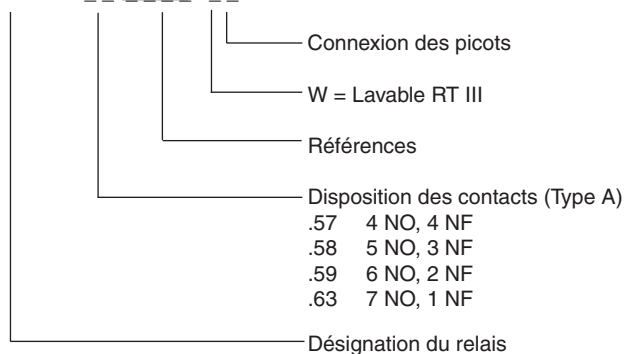 Connexion des picots
W = Lavable RT III
Références
Disposition des contacts (Type A)
.57 4 NO, 4 NF
.58 5 NO, 3 NF
.59 6 NO, 2 NF
.63 7 NO, 1 NF
Désignation du relais